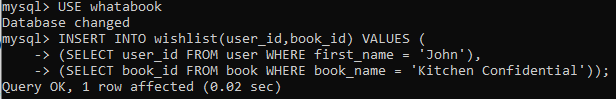 mysql> USE whatabook
Database changed
mysql> INSERT INTO wishlist(user_id,book_id) VALUES (
    -> (SELECT user_id FROM user WHERE first_name = 'John'),
    -> (SELECT book_id FROM book WHERE book_name = 'Kitchen Confidential'));
Query OK, 1 row affected (0.02 sec)